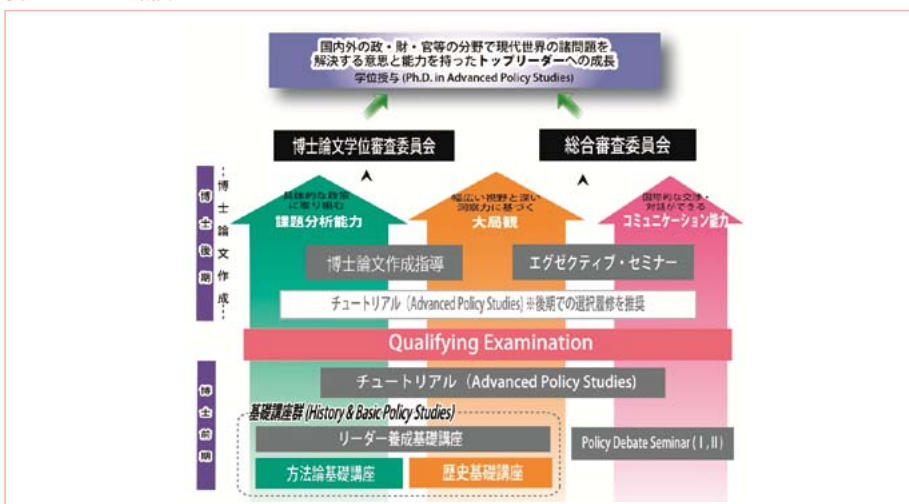 国内外の政・財・官等の分野で現代世界の諸問題を
解決する意思と能力を持ったトップリーダーへの成長
学位授与 (Ph.D. in Advanced Policy Studies)
博士論文学位審査委員会
総合審査委員会
具体的な政策
に取り組む
課題分析能力
幅広い視野と深い
洞察力に基づく
大局観
国際的な交渉・
対話ができる
コミュニケーション能力
博士後期
博士論文作成
博士論文作成指導
エグゼクティブ・セミナー
チュートリアル (Advanced Policy Studies) ※後期での選択履修を推奨
Qualifying Examination
博士前期
チュートリアル (Advanced Policy Studies)
基礎講座群 (History & Basic Policy Studies)
リーダー養成基礎講座
方法論基礎講座
歴史基礎講座
Policy Debate Seminar ( I , II )